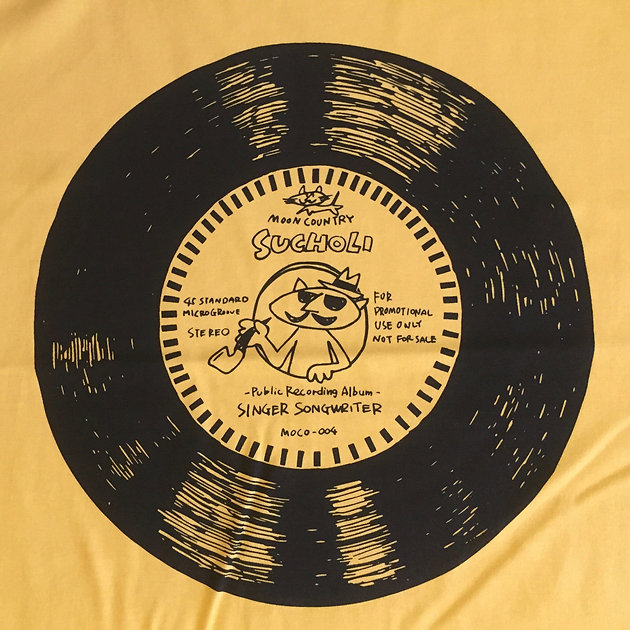 MOON COUNTRY
SUCHOLI
45 STANDARD
MICROGROOVE
STEREO
FOR
PROMOTIONAL
USE ONLY
NOT FOR SALE
-Public Recording Album-
SINGER SONGWRITER
MOCO-004